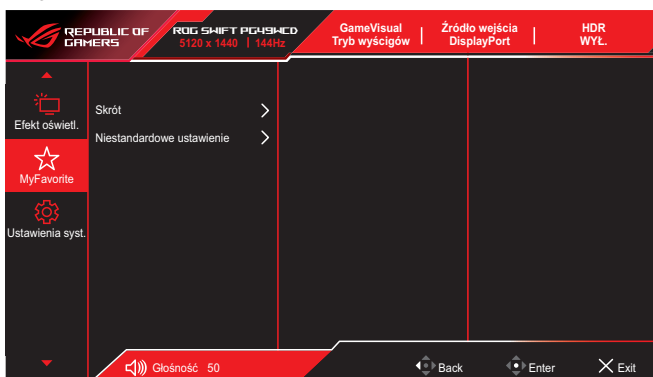 REPUBLIC OF
GAMERS
ROG SWIFT PG49WCD
5120 x 1440 | 144Hz
GameVisual
Tryb wyścigów
Źródło wejścia
DisplayPort
HDR
WYŁ.
Efekt oświetl.
MyFavorite
Ustawienia syst.
Skrót
Niestandardowe ustawienie
Głośność 50
Back
Enter
Exit